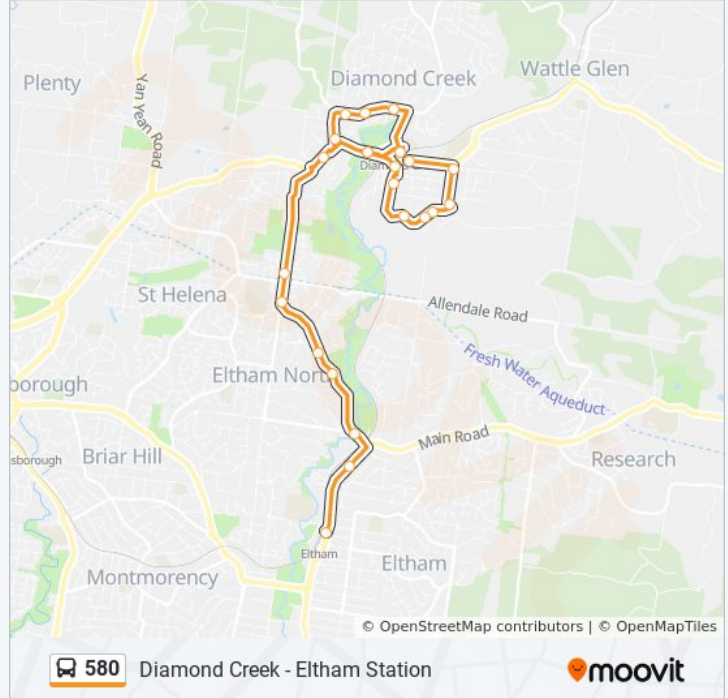 Diamond Creek
Wattle Glen
Plenty
Yan Yean Road
St Helena
Allendale Road
Eltham North
Fresh Water Aqueduct
borough
Main Road
sborough
Briar Hill
Research
Eltham
Eltham
Montmorency
© OpenStreetMap contributors | © OpenMapTiles
580 Diamond Creek - Eltham Station
moovit